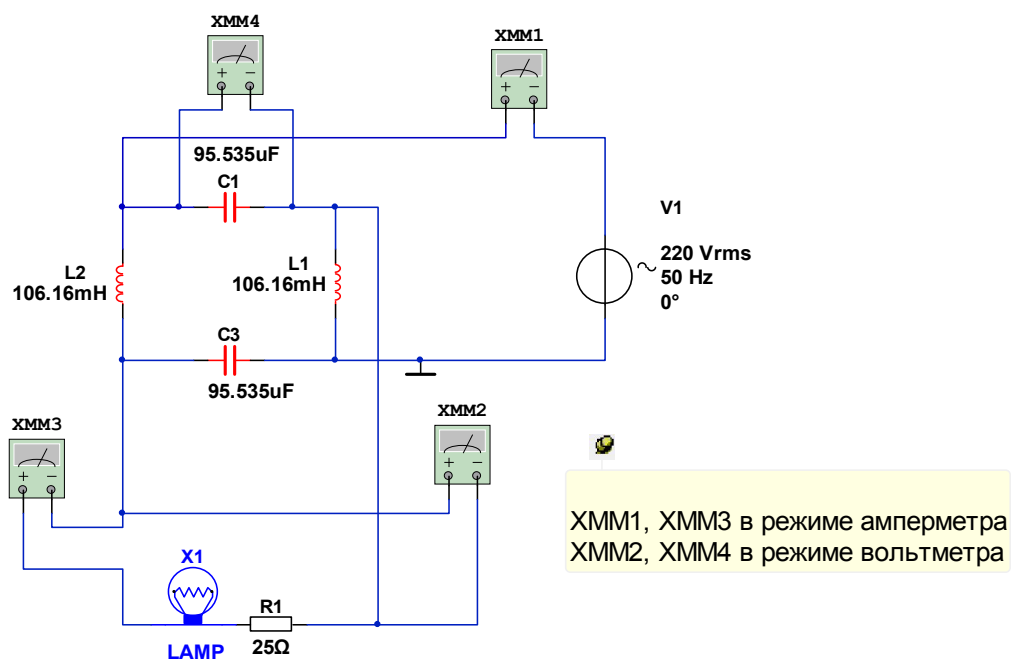 XMM4
XMM1
+ −
+ −
95.535uF
C1
V1
L2
106.16mH
L1
106.16mH
220 Vrms
50 Hz
0°
C3
95.535uF
XMM3
XMM2
+ −
+ −
XMM1, XMM3 в режиме амперметра
XMM2, XMM4 в режиме вольтметра
X1
R1
LAMP
25Ω